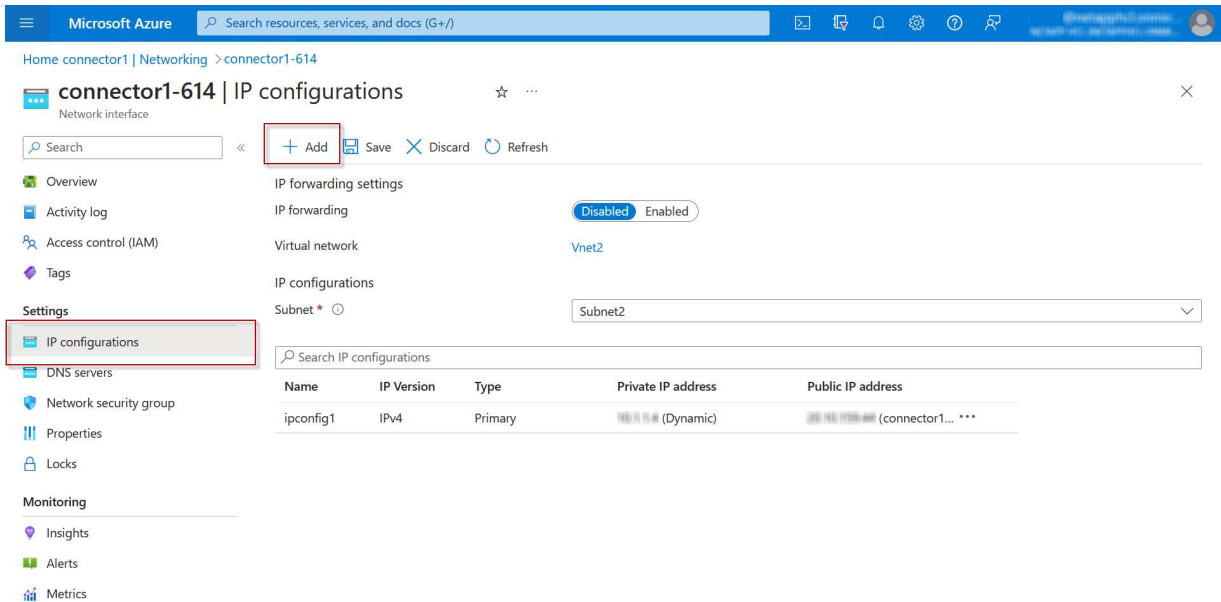 Microsoft Azure
Search resources, services, and docs (G+/)
Home connector1 | Networking >connector1-614
connector1-614 | IP configurations
Network interface
Search
Add Save Discard Refresh
Overview
Activity log
Access control (IAM)
Tags
Settings
IP configurations
DNS servers
Network security group
Properties
Locks
Monitoring
Insights
Alerts
Metrics
IP forwarding settings
IP forwarding Disabled Enabled
Virtual network Vnet2
IP configurations
Subnet * Subnet2
Search IP configurations
Name IP Version Type Private IP address Public IP address
ipconfig1 IPv4 Primary (Dynamic) (connector1...